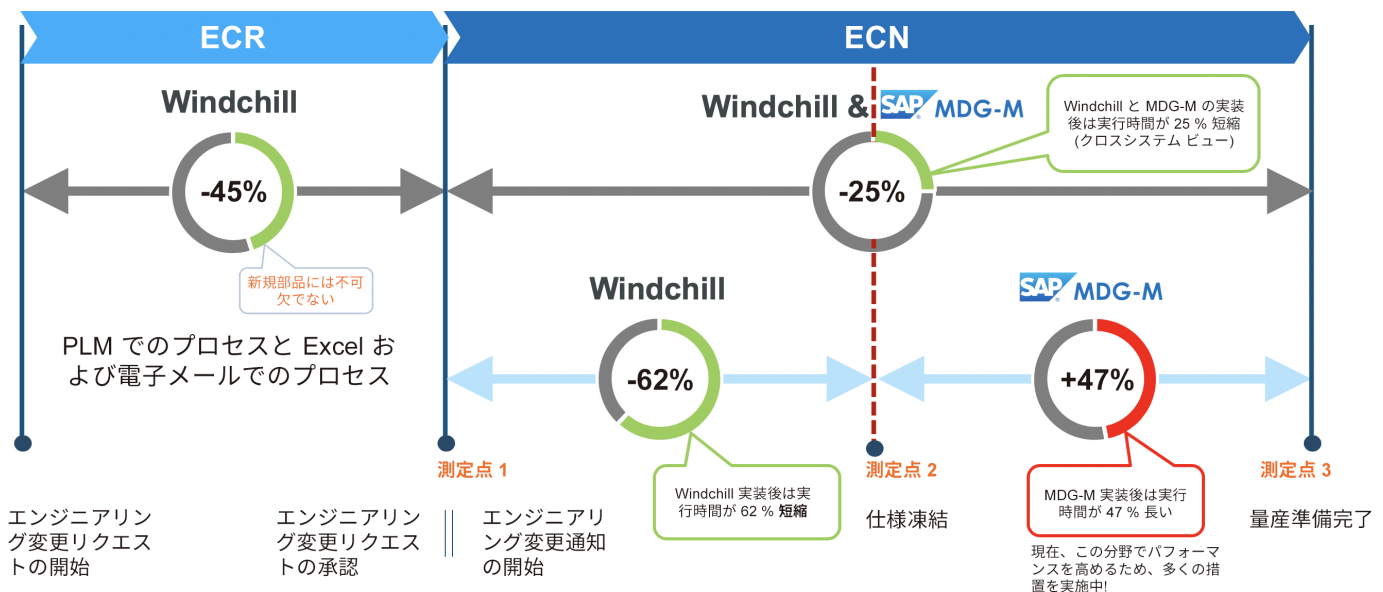 ECR
ECN
Windchill
-45%
新規部品には不可
欠でない
PLM でのプロセスと Excel お
よび電子メールでのプロセス
Windchill & SAP MDG-M
-25%
Windchill と MDG-M の実装
後は実行時間が 25 % 短縮
(クロスシステム ビュー)
Windchill
-62%
Windchill 実装後は実
行時間が 62 % 短縮
SAP MDG-M
+47%
MDG-M 実装後は実行
時間が 47 % 長い
現在、この分野でパフォーマ
ンスを高めるため、多くの措
置を実施中!
測定点 1
測定点 2
測定点 3
エンジニアリン
グ変更リクエス
トの開始
エンジニアリン
グ変更リクエス
トの承認
エンジニアリ
ング変更通知
の開始
仕様凍結
量産準備完了